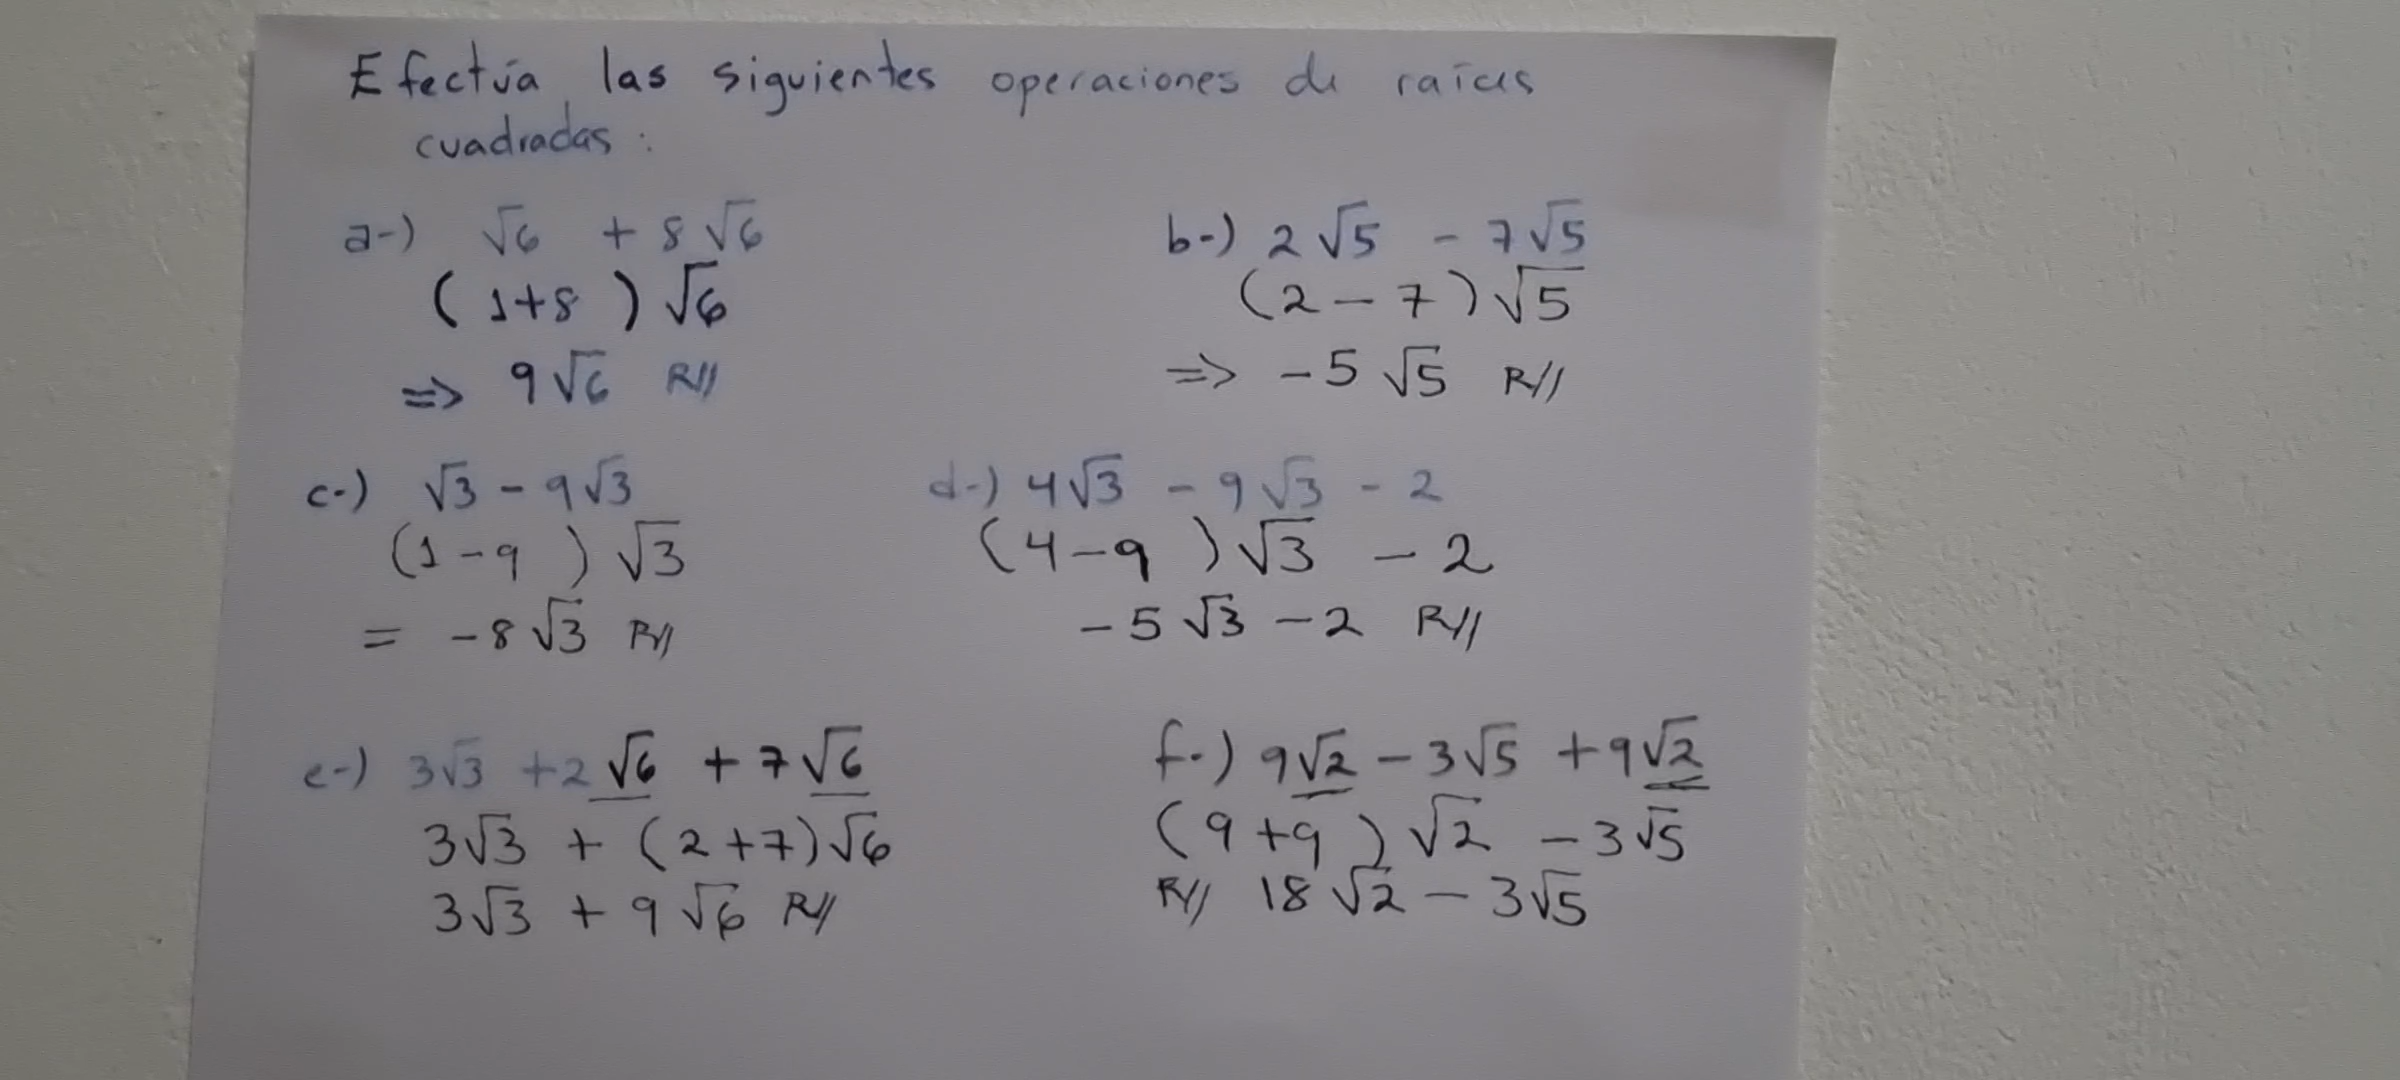 Efectúa las siguientes operaciones de raíces
cuadradas:
a-) √6 + 8√6
(1+8)√6
=> 9√6 R//
b-) 2√5 - 7√5
(2-7)√5
=> -5√5 R//
c-) √3 - 9√3
(1-9)√3
= -8√3 R//
d-) 4√3 - 9√3 - 2
(4-9)√3 - 2
-5√3 - 2 R//
e-) 3√3 + 2√6 + 7√6
3√3 + (2+7)√6
3√3 + 9√6 R//
f-) 9√2 - 3√5 + 9√2
(9+9)√2 - 3√5
R// 18√2 - 3√5